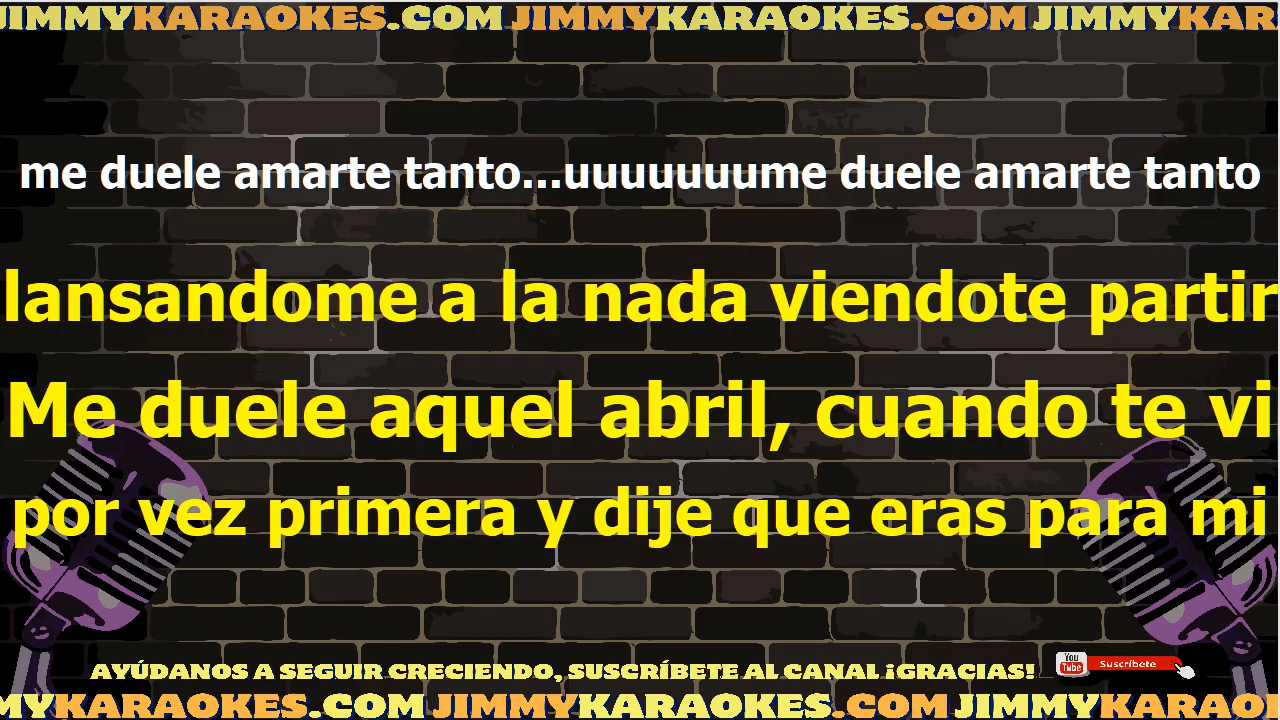 JIMMYKARAOKES.COM JIMMYKARAOKES.COM JIMMYKAR
me duele amarte tanto...uuuuuuuume duele amarte tanto
lansandome a la nada viendote partir
Me duele aquel abril, cuando te vi
por vez primera y dije que eras para mi
AYÚDANOS A SEGUIR CRECIENDO, SUSCRÍBETE AL CANAL ¡GRACIAS!
You Tube Suscríbete
MYKARAOKES.COM JIMMYKARAOKES.COM JIMMYKARAO